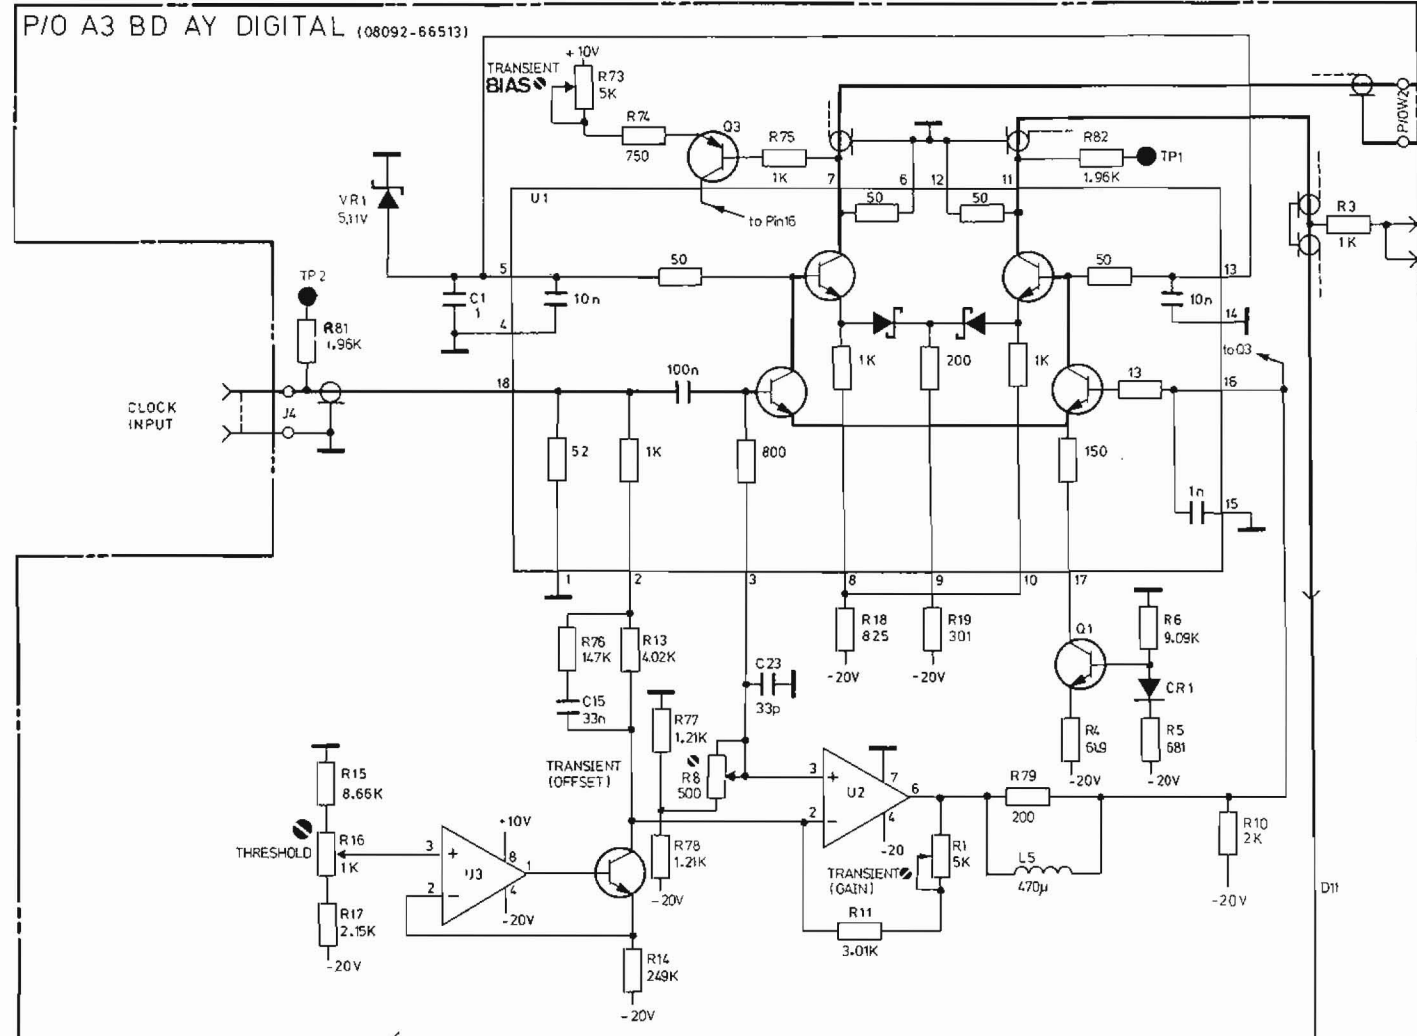 P/O A3 BD AY DIGITAL (08092-66513)
+10V
TRANSIENT
BIAS
R73
5K
R74
750
Q3
R75
1K
R82
1.96K
TP1
P/OW2
7
6
12
11
VR1
5,11V
U1
to Pin16
50
50
R3
1K
5
50
50
13
TP2
C1
1
4
10n
10n
14
R81
1.96K
1K
200
1K
to Q3
18
100n
13
16
CLOCK
INPUT
J4
52
1K
800
150
1n
15
1
2
3
8
9
10
17
R76
147K
R13
4.02K
R18
825
R19
301
Q1
R6
9.09K
-20V
-20V
C23
33p
CR1
C15
33n
R77
1.21K
R4
649
R5
681
-20V
-20V
TRANSIENT
(OFFSET)
R8
500
3
+
U2
7
6
2
-
4
-20
R79
200
R15
8.66K
R10
2K
THRESHOLD
R16
1K
+10V
3
+
U3
8
1
2
-
4
-20V
R78
1.21K
-20V
R1
5K
TRANSIENT
(GAIN)
L5
470µ
-20V
D11
R17
2.15K
-20V
R11
3.01K
R14
249K
-20V